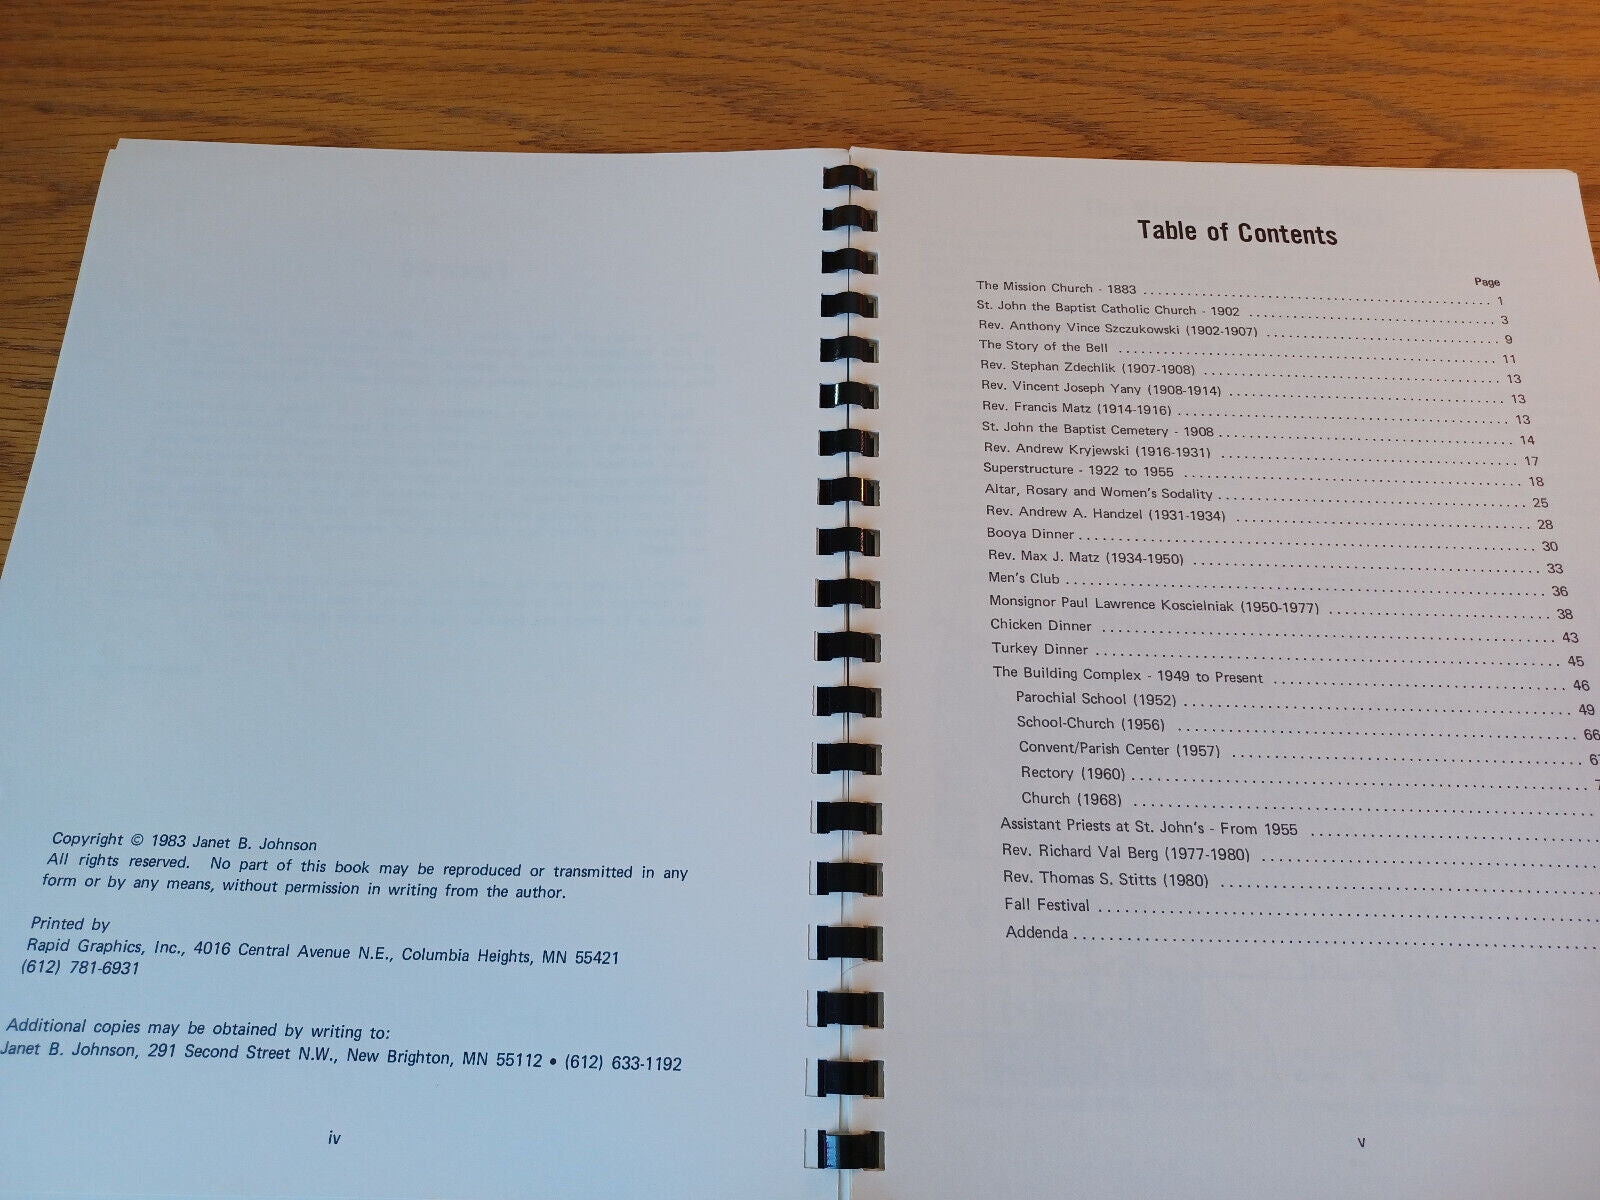 Copyright © 1983 Janet B. Johnson
All rights reserved. No part of this book may be reproduced or transmitted in any
form or by any means, without permission in writing from the author.
Printed by
Rapid Graphics, Inc., 4016 Central Avenue N.E., Columbia Heights, MN 55421
(612) 781-6931
Additional copies may be obtained by writing to:
Janet B. Johnson, 291 Second Street N.W., New Brighton, MN 55112 • (612) 633-1192
iv
Table of Contents
Page
The Mission Church - 1883 ........ 1
St. John the Baptist Catholic Church - 1902 ........ 3
Rev. Anthony Vince Szczukowski (1902-1907) ........ 9
The Story of the Bell ........ 11
Rev. Stephan Zdechlik (1907-1908) ........ 13
Rev. Vincent Joseph Yany (1908-1914) ........ 13
Rev. Francis Matz (1914-1916) ........ 13
St. John the Baptist Cemetery - 1908 ........ 14
Rev. Andrew Kryjewski (1916-1931) ........ 17
Superstructure - 1922 to 1955 ........ 18
Altar, Rosary and Women's Sodality ........ 25
Rev. Andrew A. Handzel (1931-1934) ........ 28
Booya Dinner ........ 30
Rev. Max J. Matz (1934-1950) ........ 33
Men's Club ........ 36
Monsignor Paul Lawrence Koscielniak (1950-1977) ........ 38
Chicken Dinner ........ 43
Turkey Dinner ........ 45
The Building Complex - 1949 to Present ........ 46
Parochial School (1952) ........ 49
School-Church (1956) ........ 66
Convent/Parish Center (1957) ........
Rectory (1960) ........
Church (1968) ........
Assistant Priests at St. John's - From 1955 ........
Rev. Richard Val Berg (1977-1980) ........
Rev. Thomas S. Stitts (1980) ........
Fall Festival ........
Addenda ........
v